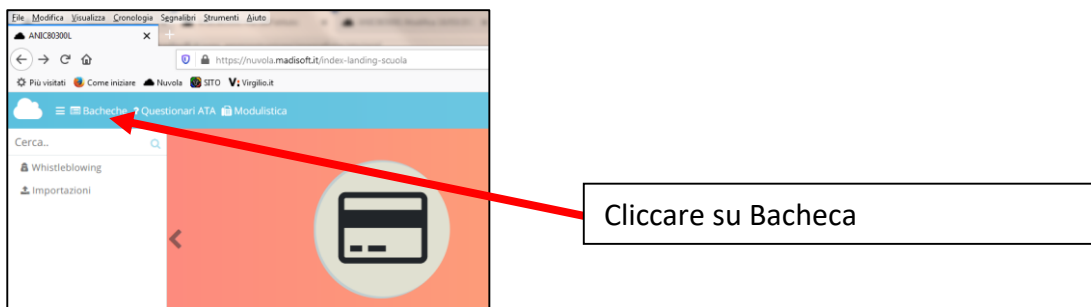 File Modifica Visualizza Cronologia Segnalibri Strumenti Aiuto
ANIC80300L
https://nuvola.madisoft.it/index-landing-scuola
Più visitati Come iniziare Nuvola SITO Virgilio.it
Bacheche ? Questionari ATA Modulistica
Cerca..
Whistleblowing
Importazioni
Cliccare su Bacheca